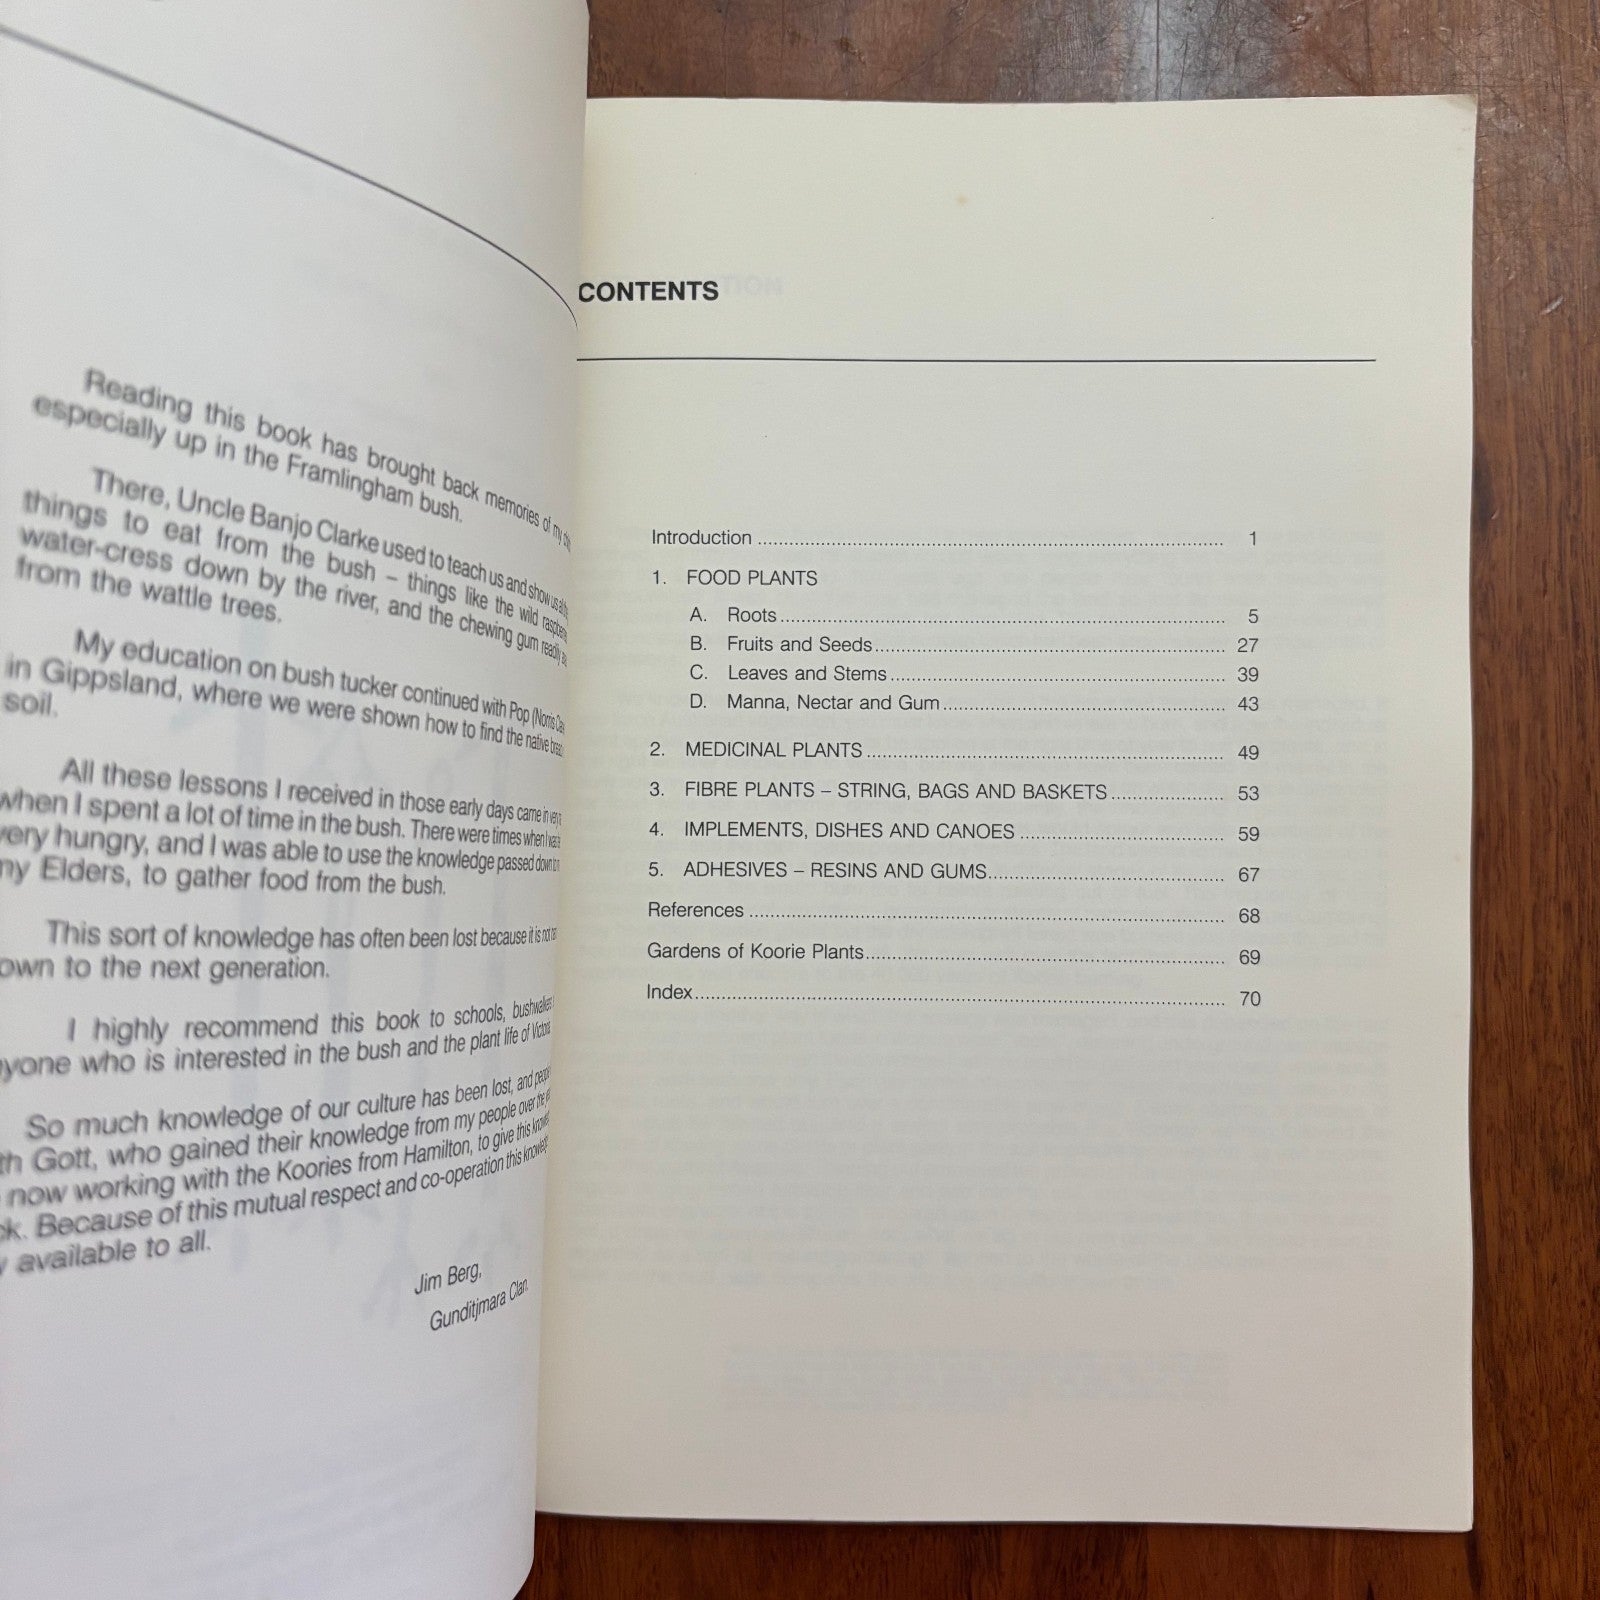 Reading this book has brought back memories of my
especially up in the Framlingham bush.
There, Uncle Banjo Clarke used to teach us and show us all
things to eat from the bush – things like the wild
water-cress down by the river, and the chewing gum readily
from the wattle trees.
My education on bush tucker continued with Pop (Norris
in Gippsland, where we were shown how to find the native
soil.
All these lessons I received in those early days came in
when I spent a lot of time in the bush. There were times when I was
very hungry, and I was able to use the knowledge passed down
my Elders, to gather food from the bush.
This sort of knowledge has often been lost because it is not
own to the next generation.
I highly recommend this book to schools, bushwalkers
yone who is interested in the bush and the plant life of Victoria.
So much knowledge of our culture has been lost, and people
th Gott, who gained their knowledge from my people over the
now working with the Koories from Hamilton, to give this
ck. Because of this mutual respect and co-operation this
available to all.
Jim Berg,
Gunditjmara Clan.
CONTENTS
Introduction 1
1. FOOD PLANTS
A. Roots 5
B. Fruits and Seeds 27
C. Leaves and Stems 39
D. Manna, Nectar and Gum 43
2. MEDICINAL PLANTS 49
3. FIBRE PLANTS – STRING, BAGS AND BASKETS 53
4. IMPLEMENTS, DISHES AND CANOES 59
5. ADHESIVES – RESINS AND GUMS 67
References 68
Gardens of Koorie Plants 69
Index 70